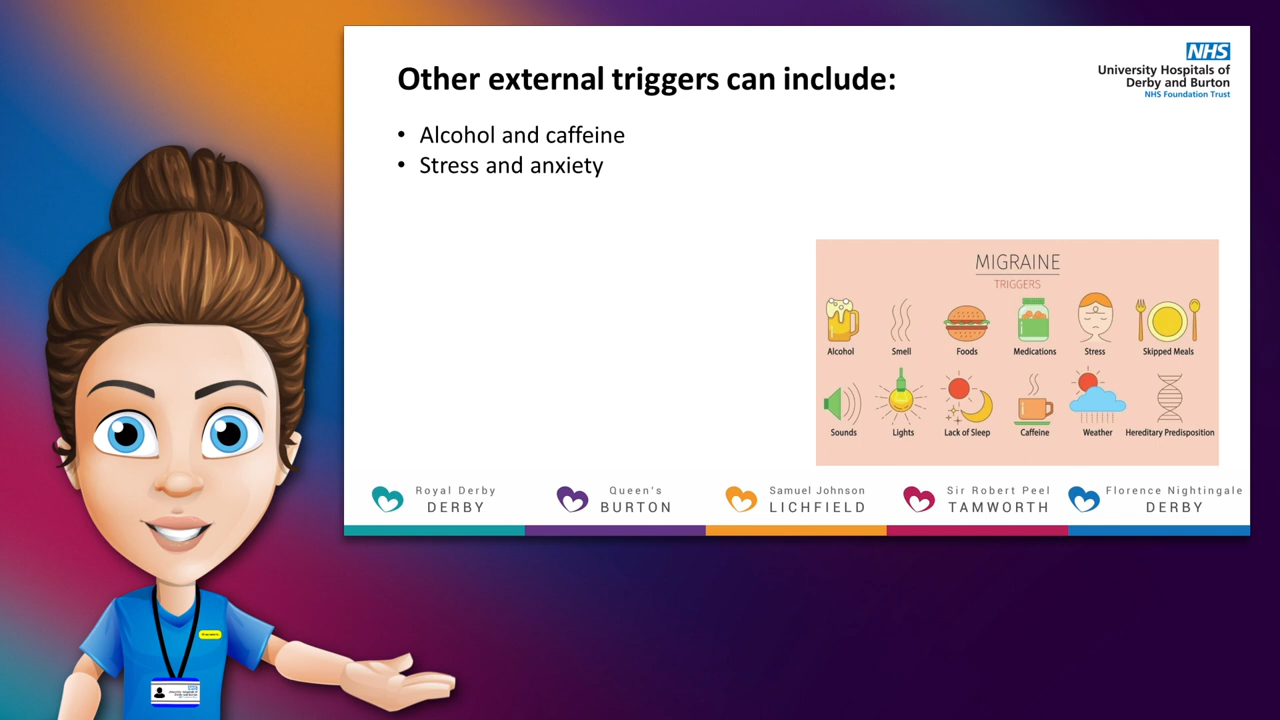 Other external triggers can include:
• Alcohol and caffeine
• Stress and anxiety
NHS
University Hospitals of
Derby and Burton
NHS Foundation Trust
MIGRAINE
TRIGGERS
Alcohol
Smell
Foods
Medications
Stress
Skipped Meals
Sounds
Lights
Lack of Sleep
Caffeine
Weather
Hereditary Predisposition
Royal Derby
DERBY
Queen's
BURTON
Samuel Johnson
LICHFIELD
Sir Robert Peel
TAMWORTH
Florence Nightingale
DERBY